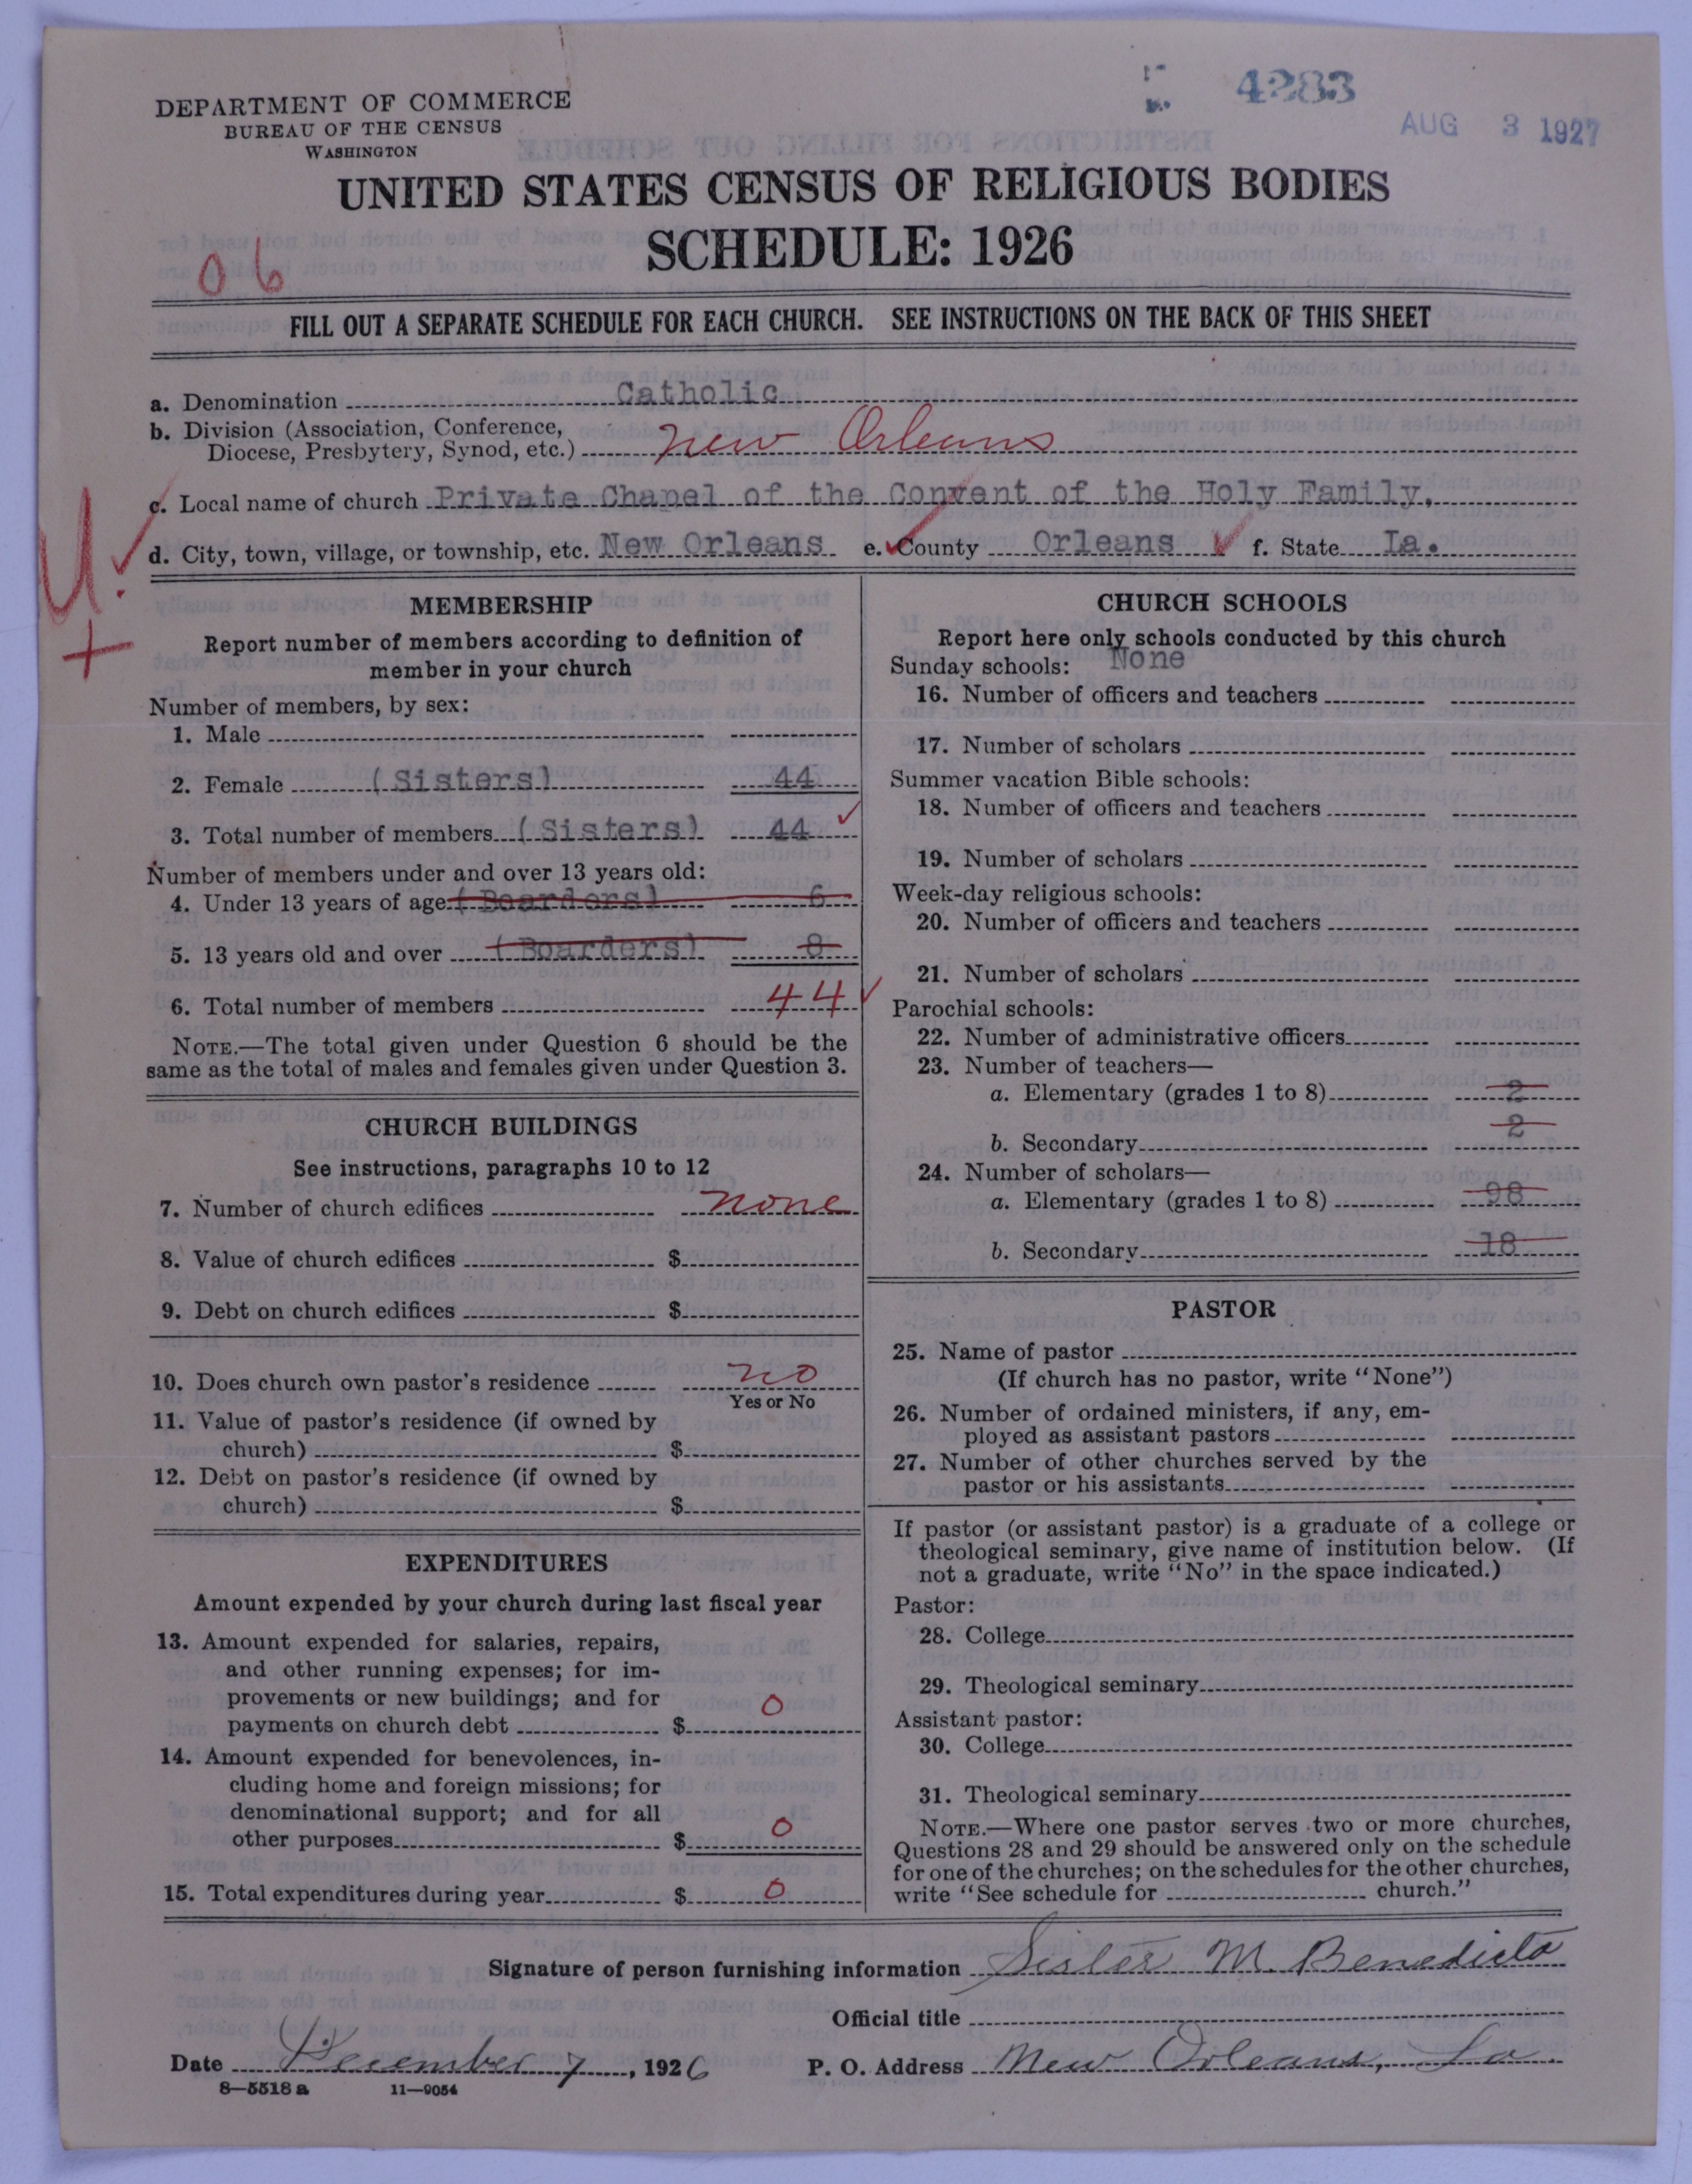 4283
AUG 3 1927
DEPARTMENT OF COMMERCE
BUREAU OF THE CENSUS
WASHINGTON
UNITED STATES CENSUS OF RELIGIOUS BODIES
SCHEDULE: 1926
06
FILL OUT A SEPARATE SCHEDULE FOR EACH CHURCH. SEE INSTRUCTIONS ON THE BACK OF THIS SHEET
a. Denomination Catholic
b. Division (Association, Conference,
Diocese, Presbytery, Synod, etc.) New Orleans
c. Local name of church Private Chapel of the Convent of the Holy Family.
d. City, town, village, or township, etc. New Orleans e. County Orleans f. State La.
U.
+
MEMBERSHIP
Report number of members according to definition of
member in your church
Number of members, by sex:
1. Male
2. Female (Sisters) 44
3. Total number of members (Sisters) 44
Number of members under and over 13 years old:
4. Under 13 years of age (Boarders) 6
5. 13 years old and over (Boarders) 8
6. Total number of members 44
NOTE.—The total given under Question 6 should be the
same as the total of males and females given under Question 3.
CHURCH BUILDINGS
See instructions, paragraphs 10 to 12
7. Number of church edifices none
8. Value of church edifices $
9. Debt on church edifices $
10. Does church own pastor's residence no
Yes or No
11. Value of pastor's residence (if owned by
church) $
12. Debt on pastor's residence (if owned by
church) $
EXPENDITURES
Amount expended by your church during last fiscal year
13. Amount expended for salaries, repairs,
and other running expenses; for im-
provements or new buildings; and for
payments on church debt $ 0
14. Amount expended for benevolences, in-
cluding home and foreign missions; for
denominational support; and for all
other purposes $ 0
15. Total expenditures during year $ 0
CHURCH SCHOOLS
Report here only schools conducted by this church
Sunday schools: None
16. Number of officers and teachers
17. Number of scholars
Summer vacation Bible schools:
18. Number of officers and teachers
19. Number of scholars
Week-day religious schools:
20. Number of officers and teachers
21. Number of scholars
Parochial schools:
22. Number of administrative officers
23. Number of teachers—
a. Elementary (grades 1 to 8) 2
b. Secondary 2
24. Number of scholars—
a. Elementary (grades 1 to 8) 98
b. Secondary 18
PASTOR
25. Name of pastor
(If church has no pastor, write "None")
26. Number of ordained ministers, if any, em-
ployed as assistant pastors
27. Number of other churches served by the
pastor or his assistants
If pastor (or assistant pastor) is a graduate of a college or
theological seminary, give name of institution below. (If
not a graduate, write "No" in the space indicated.)
Pastor:
28. College
29. Theological seminary
Assistant pastor:
30. College
31. Theological seminary
NOTE.—Where one pastor serves two or more churches,
Questions 28 and 29 should be answered only on the schedule
for one of the churches; on the schedules for the other churches,
write "See schedule for church."
Signature of person furnishing information Sister M. Benedicta
Official title
Date December 7, 1926 P. O. Address New Orleans, La.
8—5518 a 11—9054